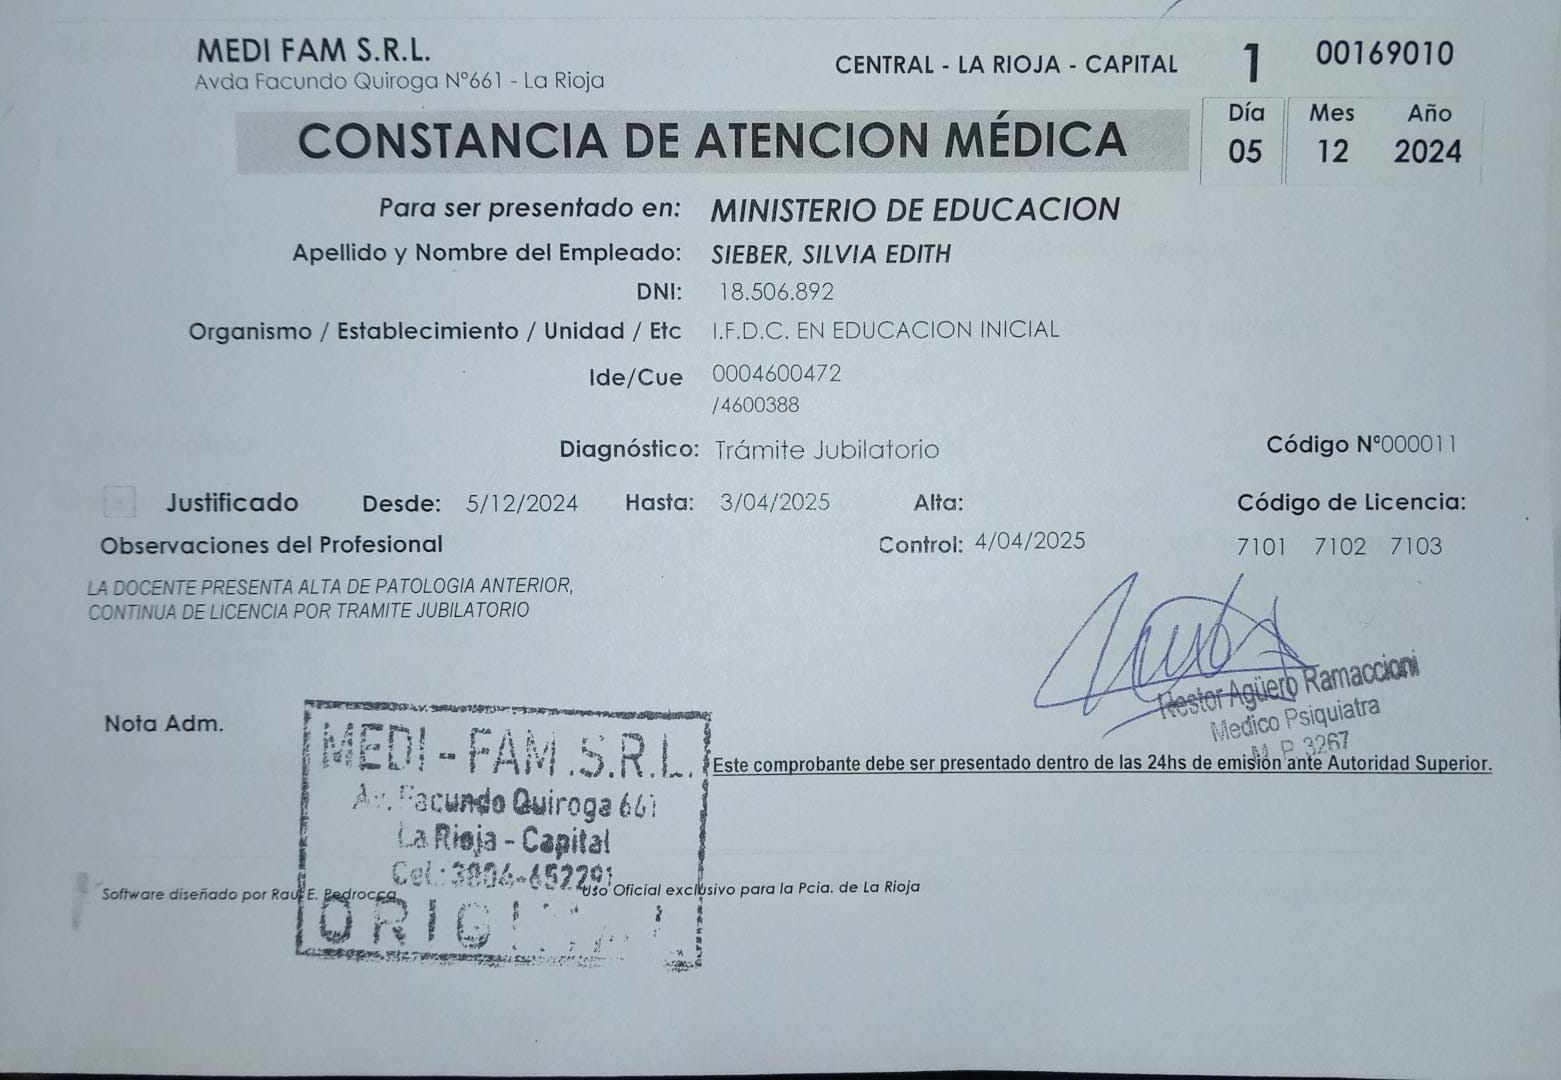 MEDI FAM S.R.L.
Avda Facundo Quiroga Nº661 - La Rioja
CENTRAL - LA RIOJA - CAPITAL
1
00169010
CONSTANCIA DE ATENCION MÉDICA
Día Mes Año
05 12 2024
Para ser presentado en: MINISTERIO DE EDUCACION
Apellido y Nombre del Empleado: SIEBER, SILVIA EDITH
DNI: 18.506.892
Organismo / Establecimiento / Unidad / Etc I.F.D.C. EN EDUCACION INICIAL
Ide/Cue 0004600472
/4600388
Diagnóstico: Trámite Jubilatorio
Código Nº000011
Justificado Desde: 5/12/2024 Hasta: 3/04/2025 Alta:
Código de Licencia:
Observaciones del Profesional
Control: 4/04/2025
7101 7102 7103
LA DOCENTE PRESENTA ALTA DE PATOLOGIA ANTERIOR,
CONTINUA DE LICENCIA POR TRAMITE JUBILATORIO
Nestor Agüero Ramaccioni
Medico Psiquiatra
M. P. 3267
Nota Adm.
MEDI - FAM .S.R.L.
Av. Facundo Quiroga 661
La Rioja - Capital
Cel.: 3804-652291
ORIGINAL
Este comprobante debe ser presentado dentro de las 24hs de emisión ante Autoridad Superior.
Software diseñado por Raul E. Pedrocca
Uso Oficial exclusivo para la Pcia. de La Rioja